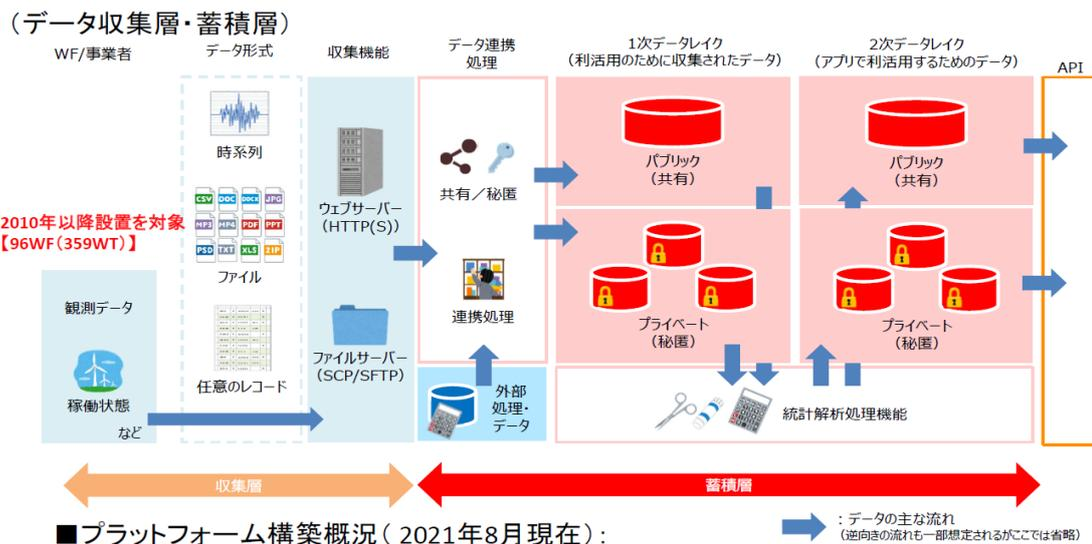 （データ収集層・蓄積層）
WF/事業者
データ形式
収集機能
データ連携
処理
1次データレイク
（利活用のために収集されたデータ）
2次データレイク
（アプリで利活用するためのデータ）
API
時系列
CSV DOC DOCX JPG
MP3 MP4 PDF PPT
PSD TXT XLS ZIP
ファイル
任意のレコード
2010年以降設置を対象
【96WF（359WT）】
観測データ
稼働状態
など
ウェブサーバー
（HTTP(S)）
ファイルサーバー
（SCP/SFTP）
共有／秘匿
連携処理
外部
処理・
データ
パブリック
（共有）
プライベート
（秘匿）
パブリック
（共有）
プライベート
（秘匿）
統計解析処理機能
収集層
蓄積層
■プラットフォーム構築概況（ 2021年8月現在）：
：データの主な流れ
（逆向きの流れも一部想定されるがここでは省略）